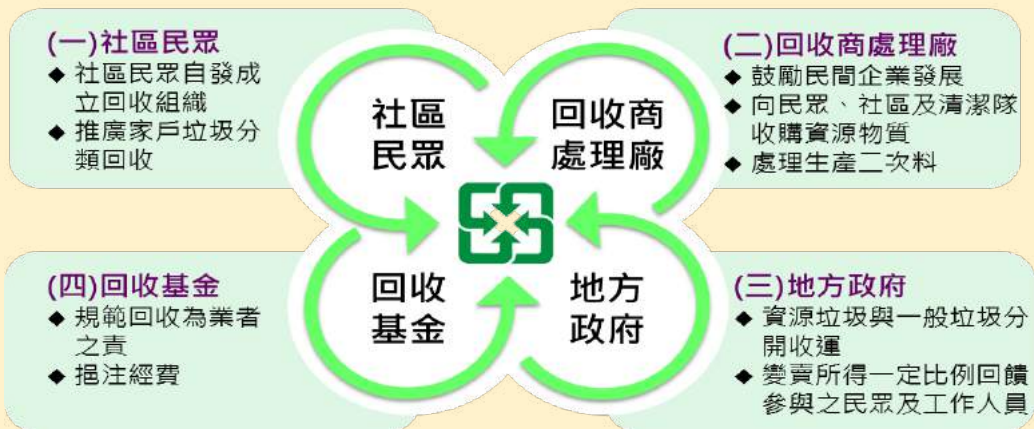 (一)社區民眾
◆ 社區民眾自發成
立回收組織
◆ 推廣家戶垃圾分
類回收
社區
民眾
回收商
處理廠
(二)回收商處理廠
◆ 鼓勵民間企業發展
◆ 向民眾、社區及清潔隊
收購資源物質
◆ 處理生產二次料
(四)回收基金
◆ 規範回收為業者
之責
◆ 挹注經費
回收
基金
地方
政府
(三)地方政府
◆ 資源垃圾與一般垃圾分
開收運
◆ 變賣所得一定比例回饋
參與之民眾及工作人員